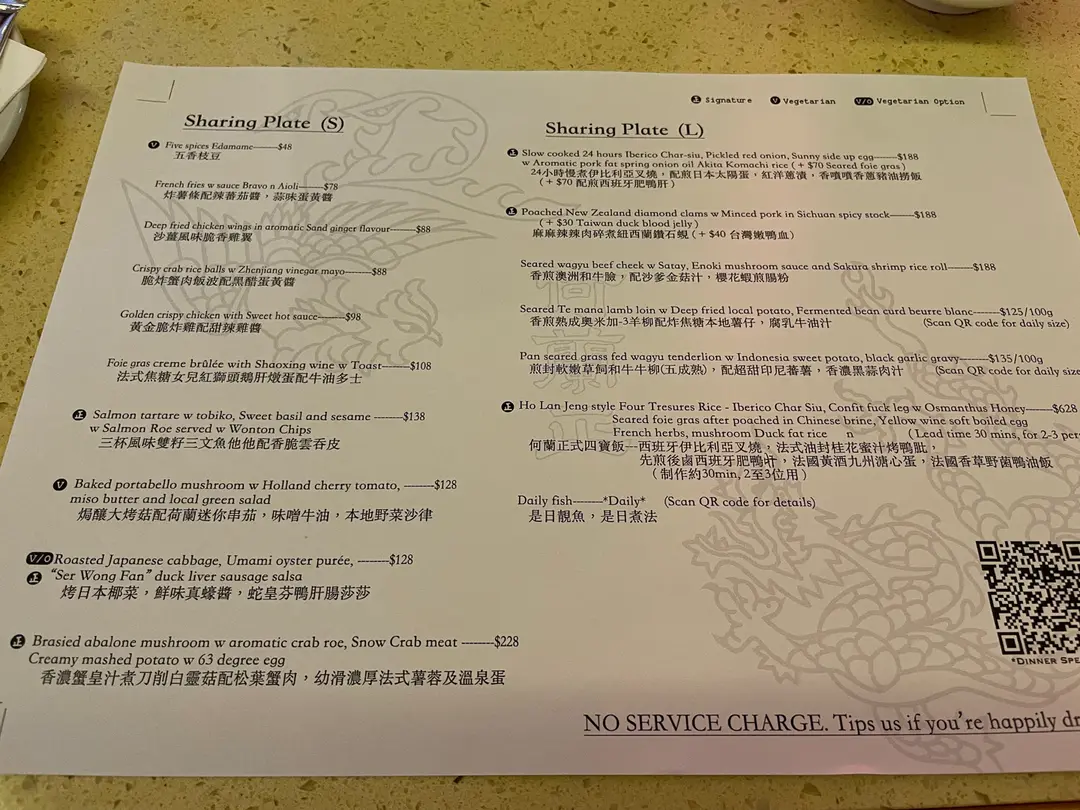 正 Signature V Vegetarian V/O Vegetarian Option
Sharing Plate (S)
V Five spices Edamame--------$48
五香枝豆
French fries w sauce Bravo n Aioli--------$78
炸薯條配辣蕃茄醬，蒜味蛋黃醬
Deep fried chicken wings in aromatic Sand ginger flavour--------$88
沙薑風味脆香雞翼
Crispy crab rice balls w Zhenjiang vinegar mayo--------$88
脆炸蟹肉飯波配黑醋蛋黃醬
Golden crispy chicken with Sweet hot sauce--------$98
黃金脆炸雞配甜辣雞醬
Foie gras creme brûlée with Shaoxing wine w Toast--------$108
法式焦糖女兒紅獅頭鵝肝燉蛋配牛油多士
正 Salmon tartare w tobiko, Sweet basil and sesame --------$138
w Salmon Roe served w Wonton Chips
三杯風味雙籽三文魚他他配香脆雲吞皮
V Baked portabello mushroom w Holland cherry tomato, --------$128
miso butter and local green salad
焗釀大烤菇配荷蘭迷你串茄，味噌牛油，本地野菜沙律
V/O Roasted Japanese cabbage, Umami oyster purée, --------$128
正 "Ser Wong Fan" duck liver sausage salsa
烤日本椰菜，鮮味真蠔醬，蛇皇芬鴨肝腸莎莎
正 Brasied abalone mushroom w aromatic crab roe, Snow Crab meat --------$228
Creamy mashed potato w 63 degree egg
香濃蟹皇汁煮刀削白靈菇配松葉蟹肉，幼滑濃厚法式薯蓉及溫泉蛋
Sharing Plate (L)
正 Slow cooked 24 hours Iberico Char-siu, Pickled red onion, Sunny side up egg--------$188
w Aromatic pork fat spring onion oil Akita Komachi rice (+ $70 Seared foie gras)
24小時慢煮伊比利亞叉燒，配煎日本太陽蛋，紅洋蔥漬，香噴噴香蔥豬油撈飯
(+ $70 配煎西班牙肥鴨肝)
正 Poached New Zealand diamond clams w Minced pork in Sichuan spicy stock--------$188
(+ $30 Taiwan duck blood jelly)
麻麻辣辣肉碎煮紐西蘭鑽石蜆 (+ $40 台灣嫩鴨血)
Seared wagyu beef cheek w Satay, Enoki mushroom sauce and Sakura shrimp rice roll--------$188
香煎澳洲和牛臉，配沙爹金菇汁，櫻花蝦煎腸粉
Seared Te mana lamb loin w Deep fried local potato, Fermented bean curd beurre blanc--------$125/100g
香煎熟成奧米加-3羊柳配炸焦糖本地薯仔，腐乳牛油汁 (Scan QR code for daily size)
Pan seared grass fed wagyu tenderlion w Indonesia sweet potato, black garlic gravy--------$135/100g
煎封軟嫩草飼和牛牛柳(五成熟)，配超甜印尼蕃薯，香濃黑蒜肉汁 (Scan QR code for daily size
正 Ho Lan Jeng style Four Tresures Rice - Iberico Char Siu, Confit fuck leg w Osmanthus Honey--------$628
Seared foie gras after poached in Chinese brine, Yellow wine soft boiled egg
French herbs, mushroom Duck fat rice n (Lead time 30 mins, for 2-3 per
何蘭正式四寶飯---西班牙伊比利亞叉燒，法式油封桂花蜜汁烤鴨髀，
先煎後鹵西班牙肥鴨肝，法國黃酒九州溏心蛋，法國香草野菌鴨油飯
(制作約30min, 2至3位用)
Daily fish--------*Daily* (Scan QR code for details)
是日靚魚，是日煮法
何蘭正
*DINNER SPE
NO SERVICE CHARGE. Tips us if you're happily